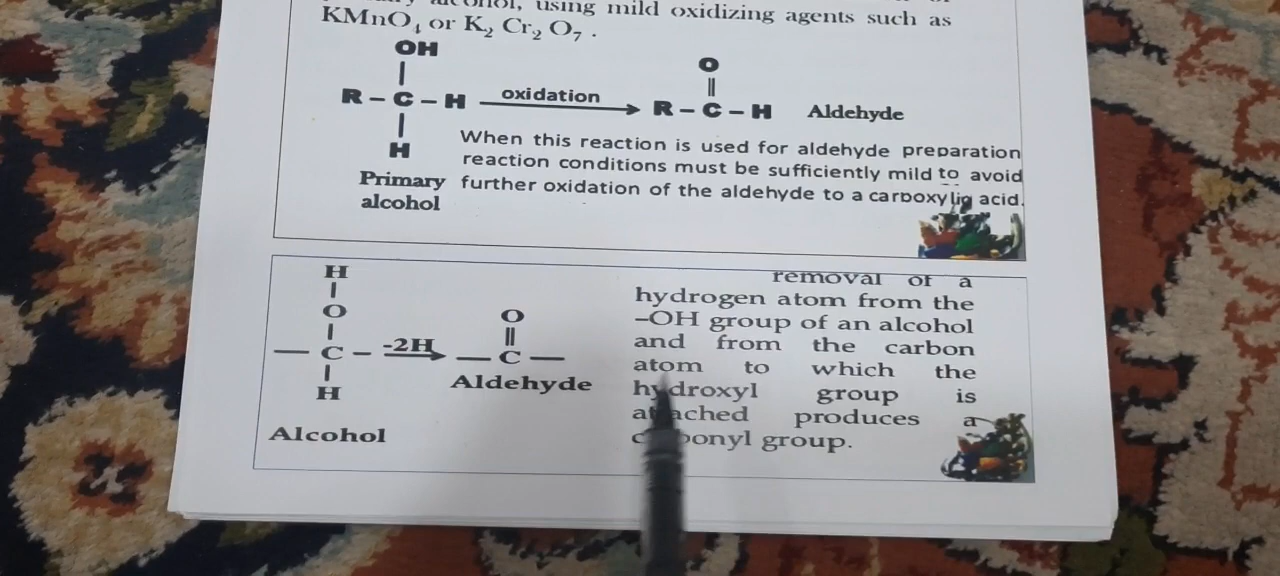 alcohol, using mild oxidizing agents such as
KMnO4 or K2 Cr2 O7 .
OH
|
R – C – H oxidation R – C – H Aldehyde
O
||
|
H
Primary
alcohol
When this reaction is used for aldehyde preparation
reaction conditions must be sufficiently mild to avoid
further oxidation of the aldehyde to a carboxylic acid.
H
|
O
|
— C – -2H — C —
O
||
|
H
Aldehyde
Alcohol
removal of a
hydrogen atom from the
–OH group of an alcohol
and from the carbon
atom to which the
hydroxyl group is
attached produces a
carbonyl group.